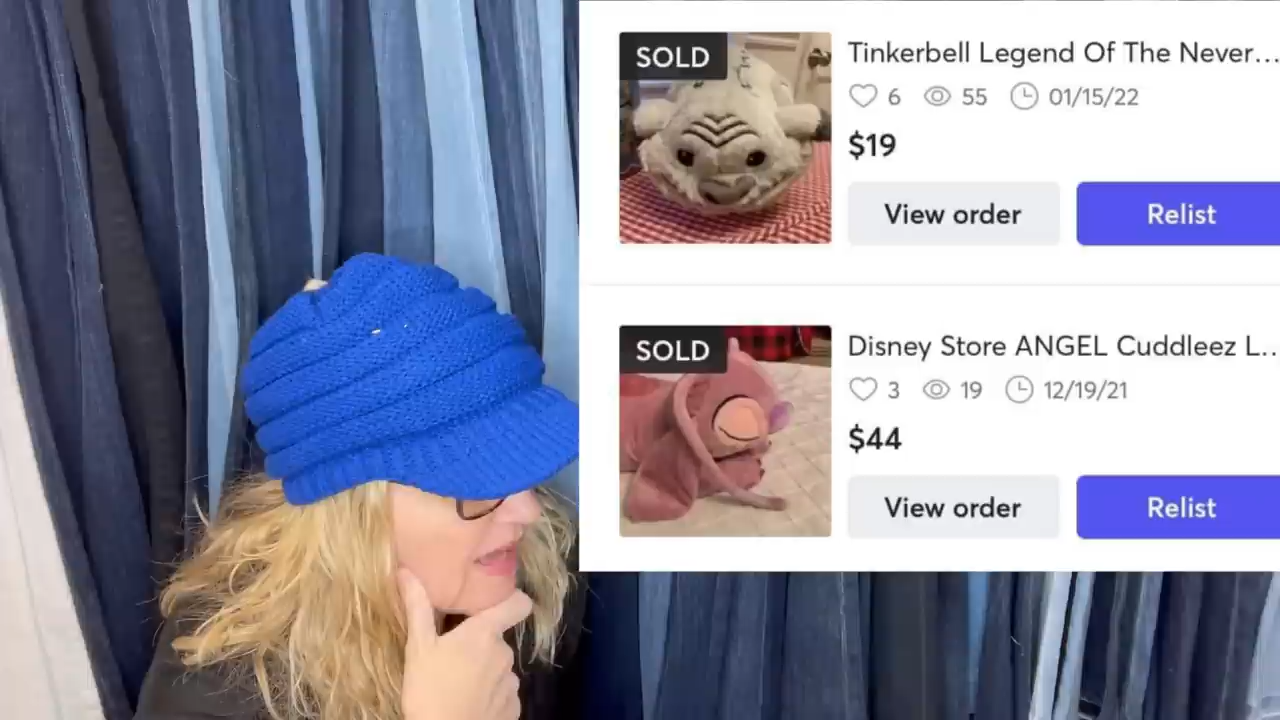 SOLD
Tinkerbell Legend Of The Never...
6 55 01/15/22
$19
View order Relist
SOLD
Disney Store ANGEL Cuddleez L...
3 19 12/19/21
$44
View order Relist